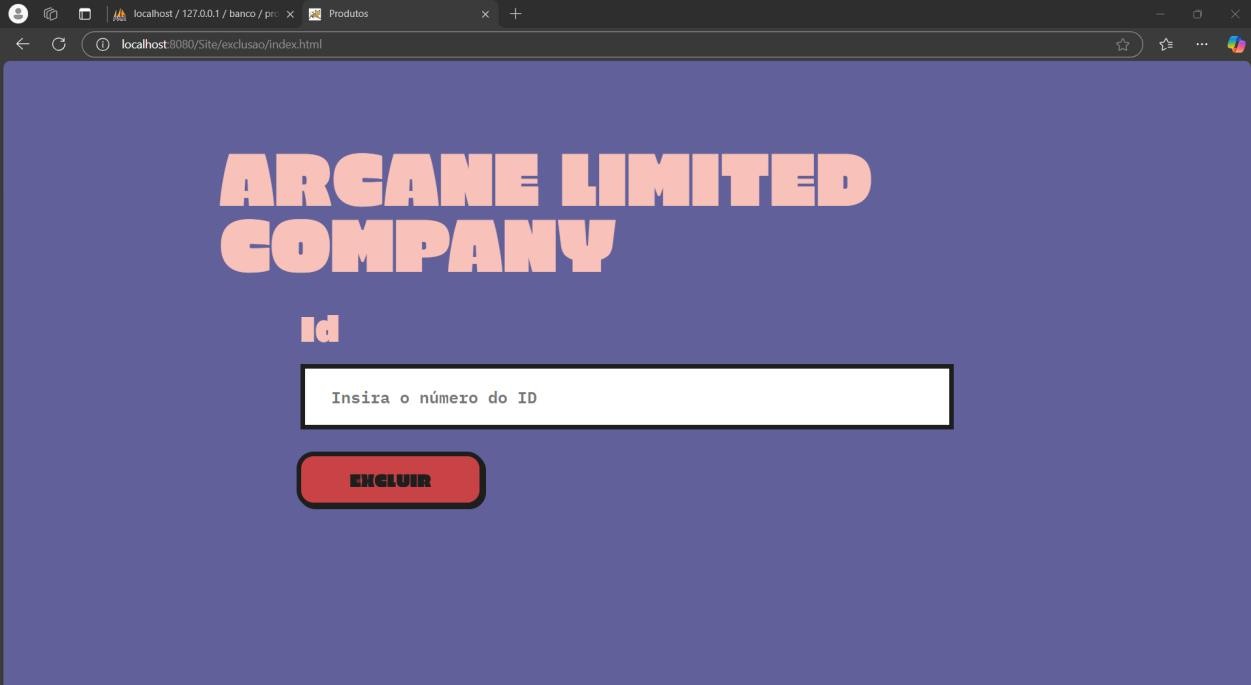 localhost / 127.0.0.1 / banco / pro
Produtos
localhost:8080/Site/exclusao/index.html
ARCANE LIMITED
COMPANY
Id
Insira o número do ID
EXCLUIR